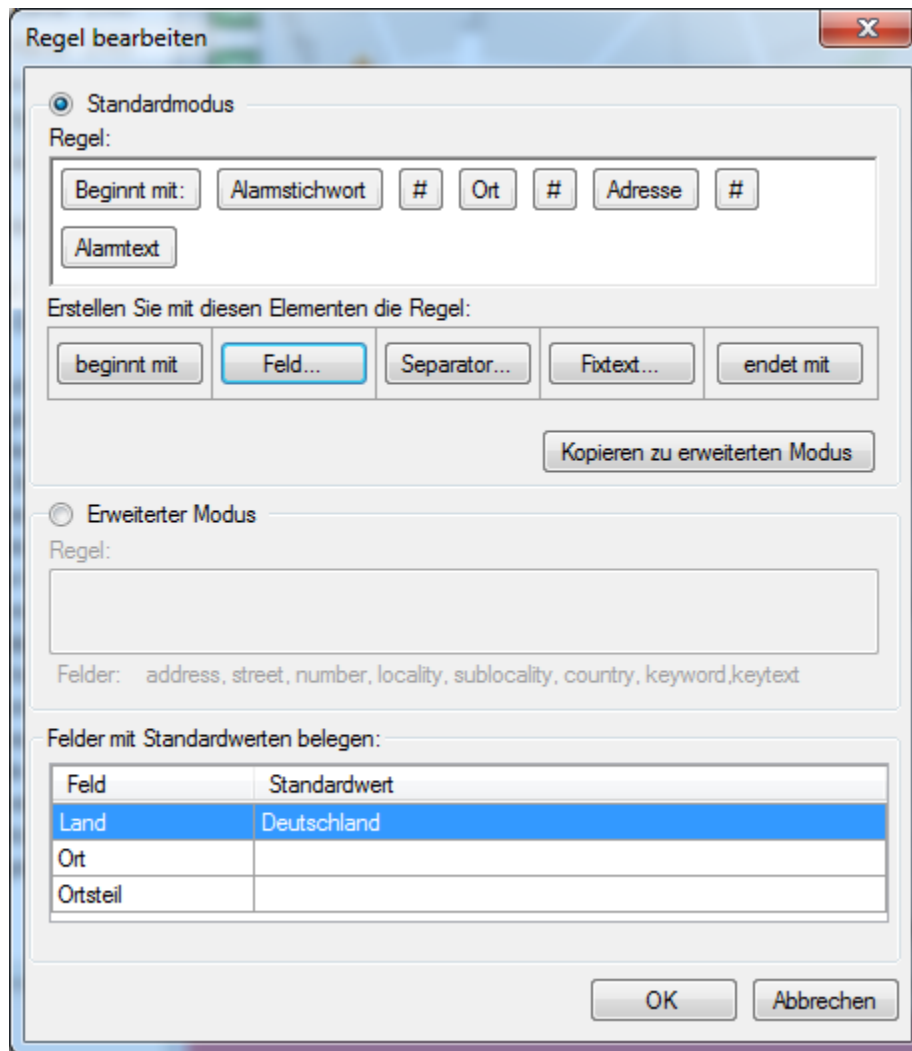 Regel bearbeiten
Standardmodus
Regel:
Beginnt mit: Alarmstichwort # Ort # Adresse #
Alarmtext
Erstellen Sie mit diesen Elementen die Regel:
beginnt mit Feld... Separator... Fixtext... endet mit
Kopieren zu erweiterten Modus
Erweiterter Modus
Regel:
Felder: address, street, number, locality, sublocality, country, keyword,keytext
Felder mit Standardwerten belegen:
Feld Standardwert
Land Deutschland
Ort
Ortsteil
OK Abbrechen